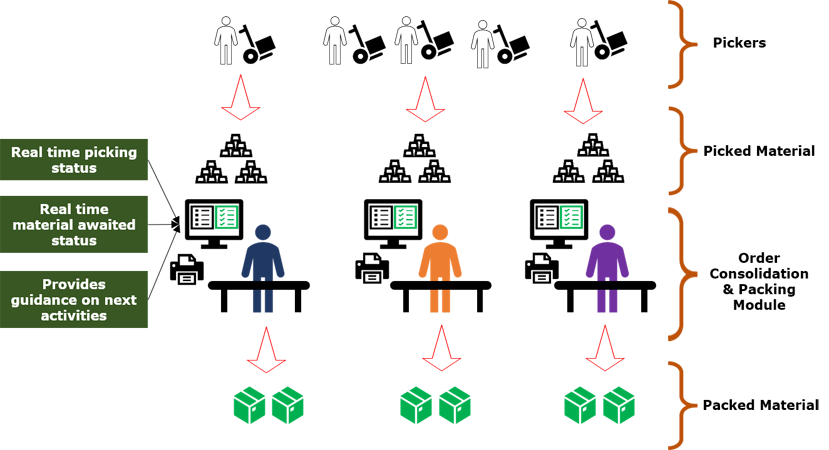 Pickers
Real time picking
status
Picked Material
Real time
material awaited
status
Order
Consolidation
& Packing
Module
Provides
guidance on next
activities
Packed Material